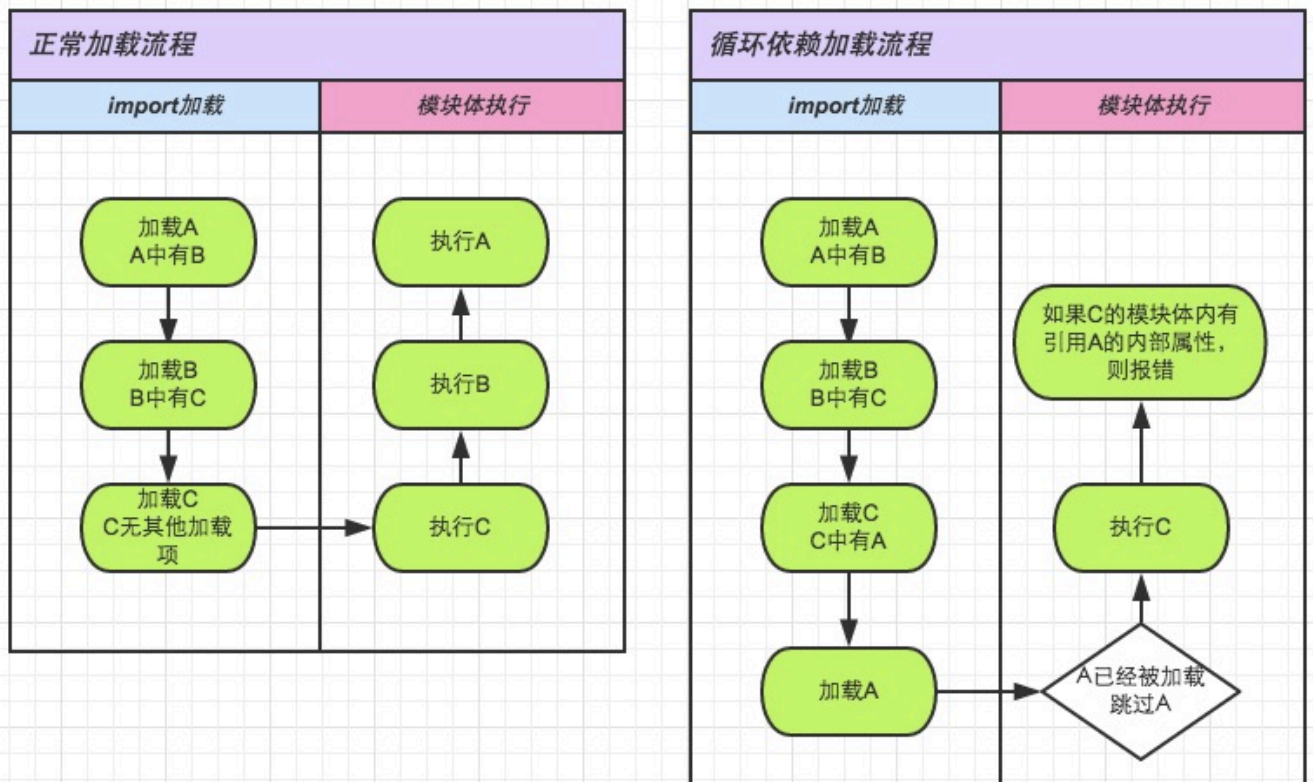 正常加载流程
import加载
模块体执行
加载A
A中有B
加载B
B中有C
加载C
C无其他加载
项
执行A
执行B
执行C
循环依赖加载流程
import加载
模块体执行
加载A
A中有B
加载B
B中有C
加载C
C中有A
加载A
如果C的模块体内有
引用A的内部属性，
则报错
执行C
A已经被加载
跳过A